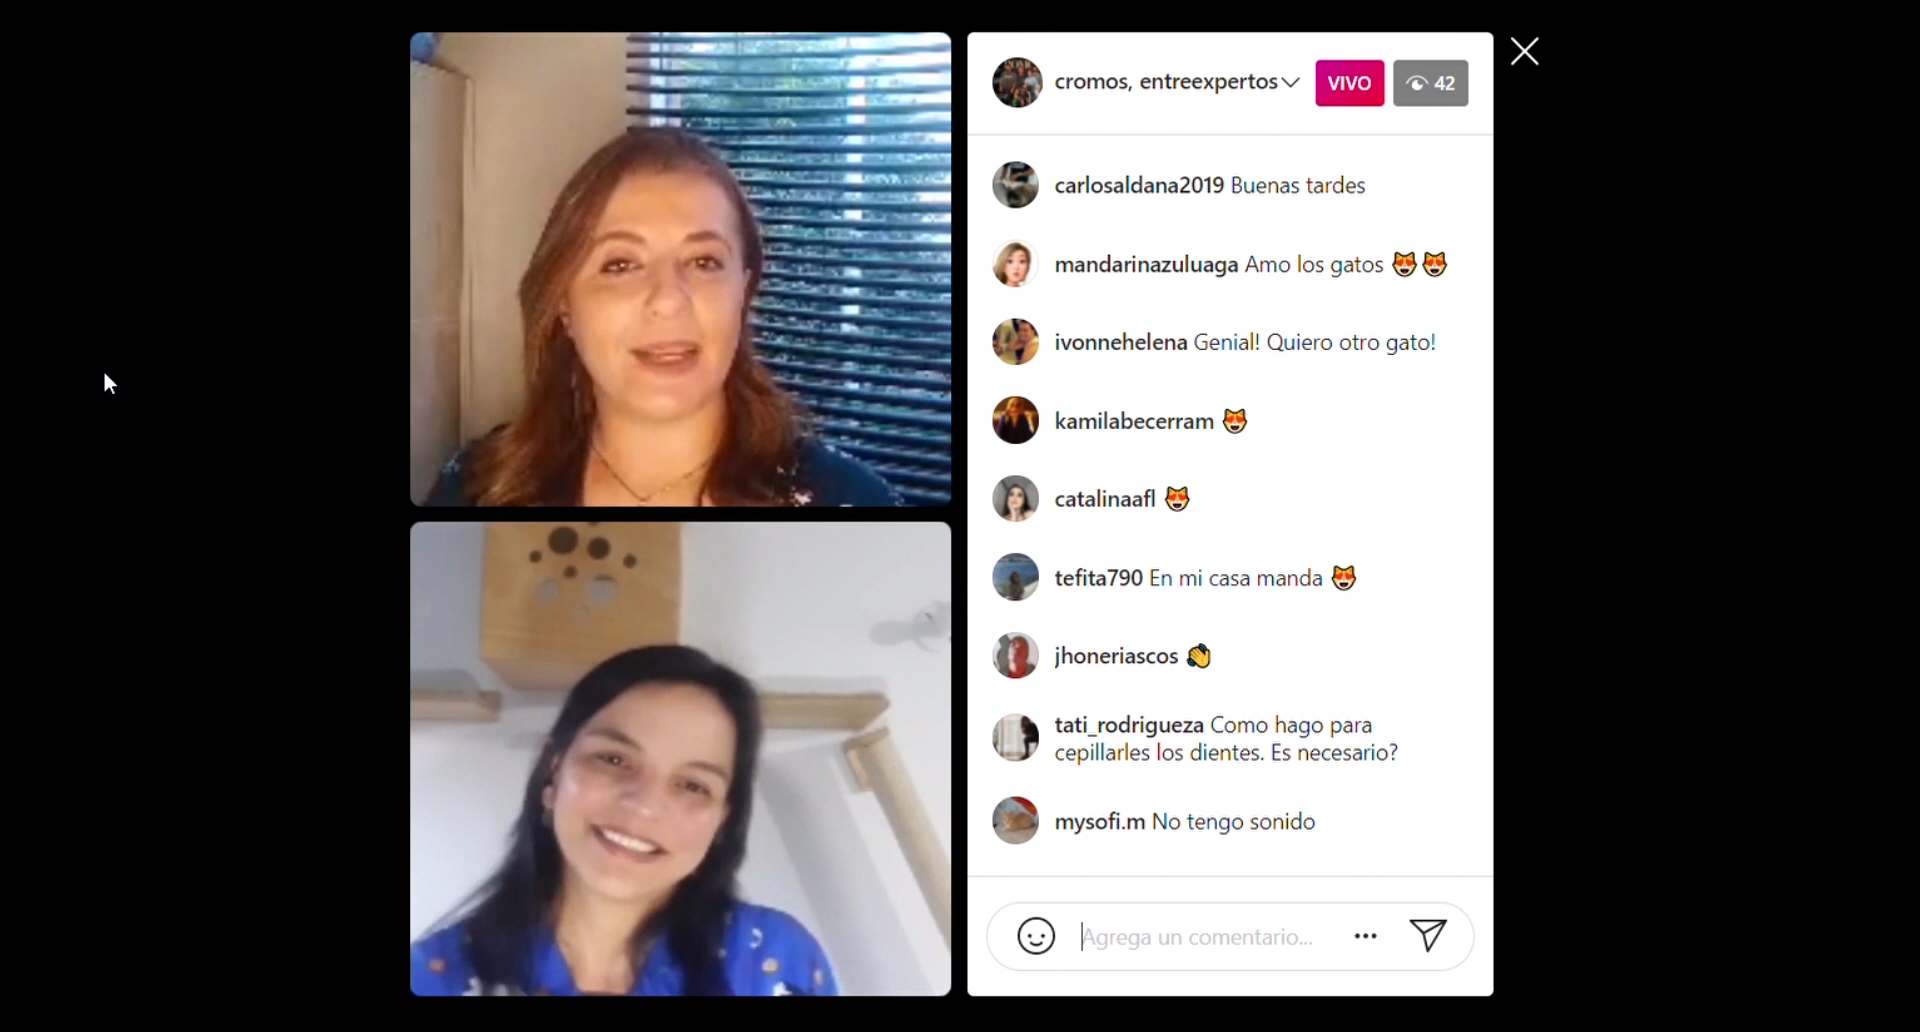 cromos, entreexpertos
VIVO
42
carlosaldana2019 Buenas tardes
mandarinazuluaga Amo los gatos 😻😻
ivonnehelena Genial! Quiero otro gato!
kamilabecerram 😻
catalinaafl 😻
tefita790 En mi casa manda 😻
jhoneriascos 👏
tati_rodrigueza Como hago para
cepillarles los dientes. Es necesario?
mysofi.m No tengo sonido
Agrega un comentario...